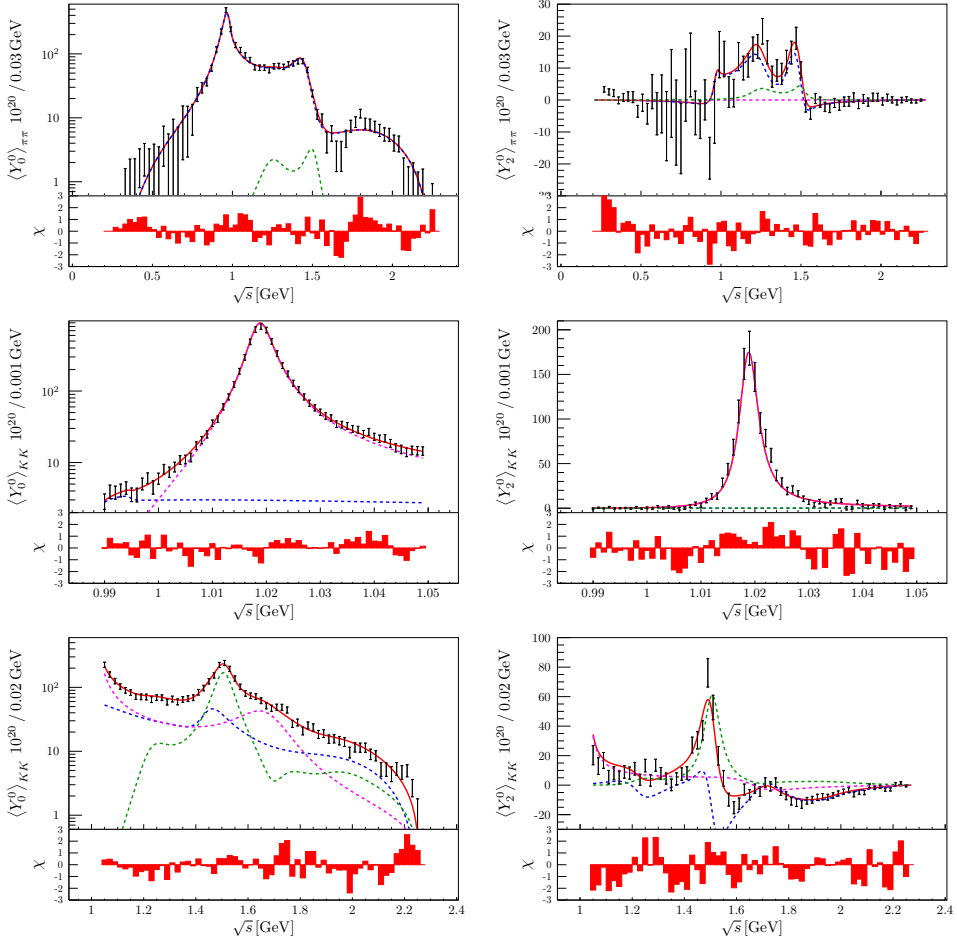 ⟨Y⁰₀⟩ππ 10²⁰ / 0.03 GeV
10²
10
1
3
2
1
0
-1
-2
-3
χ
0 0.5 1 1.5 2
√s [GeV]
⟨Y⁰₂⟩ππ 10²⁰ / 0.03 GeV
30
20
10
0
-10
-20
3
2
1
0
-1
-2
-3
χ
0 0.5 1 1.5 2
√s [GeV]
⟨Y⁰₀⟩KK 10²⁰ / 0.001 GeV
10²
10
3
2
1
0
-1
-2
-3
χ
0.99 1 1.01 1.02 1.03 1.04 1.05
√s [GeV]
⟨Y⁰₂⟩KK 10²⁰ / 0.001 GeV
200
150
100
50
0
3
2
1
0
-1
-2
-3
χ
0.99 1 1.01 1.02 1.03 1.04 1.05
√s [GeV]
⟨Y⁰₀⟩KK 10²⁰ / 0.02 GeV
10²
10
1
3
2
1
0
-1
-2
-3
χ
1 1.2 1.4 1.6 1.8 2 2.2 2.4
√s [GeV]
⟨Y⁰₂⟩KK 10²⁰ / 0.02 GeV
100
80
60
40
20
0
-20
3
2
1
0
-1
-2
-3
χ
1 1.2 1.4 1.6 1.8 2 2.2 2.4
√s [GeV]